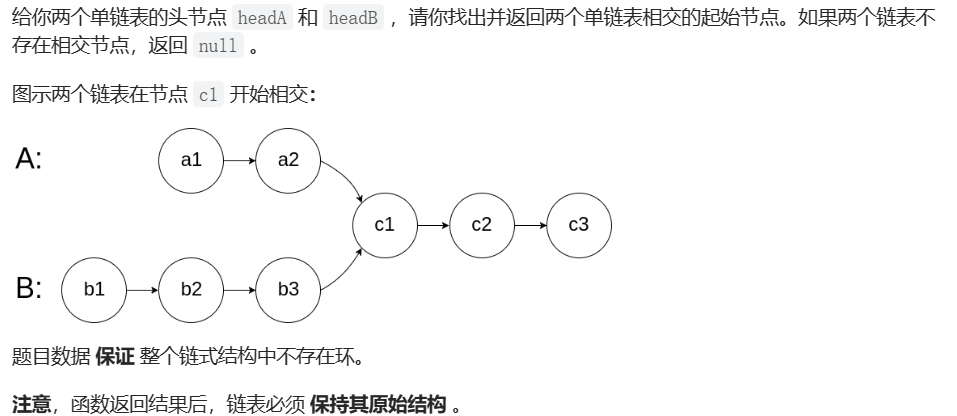 给你两个单链表的头节点 headA 和 headB ，请你找出并返回两个单链表相交的起始节点。如果两个链表不
存在相交节点，返回 null 。
图示两个链表在节点 c1 开始相交：
A: a1 a2
c1 c2 c3
B: b1 b2 b3
题目数据 保证 整个链式结构中不存在环。
注意，函数返回结果后，链表必须 保持其原始结构 。